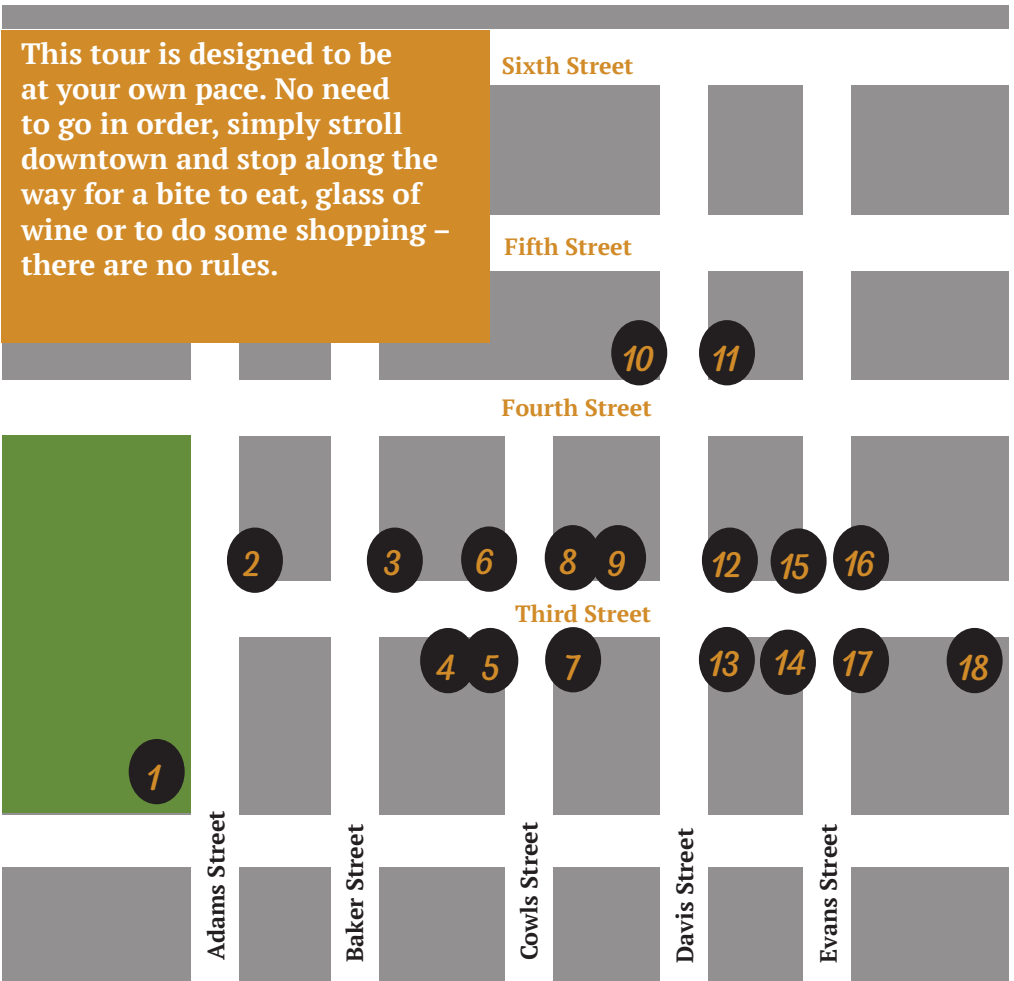 This tour is designed to be
at your own pace. No need
to go in order, simply stroll
downtown and stop along the
way for a bite to eat, glass of
wine or to do some shopping –
there are no rules.
Sixth Street
Fifth Street
10
11
Fourth Street
2
3
6
8
9
12
15
16
Third Street
4
5
7
13
14
17
18
1
Adams Street
Baker Street
Cowls Street
Davis Street
Evans Street